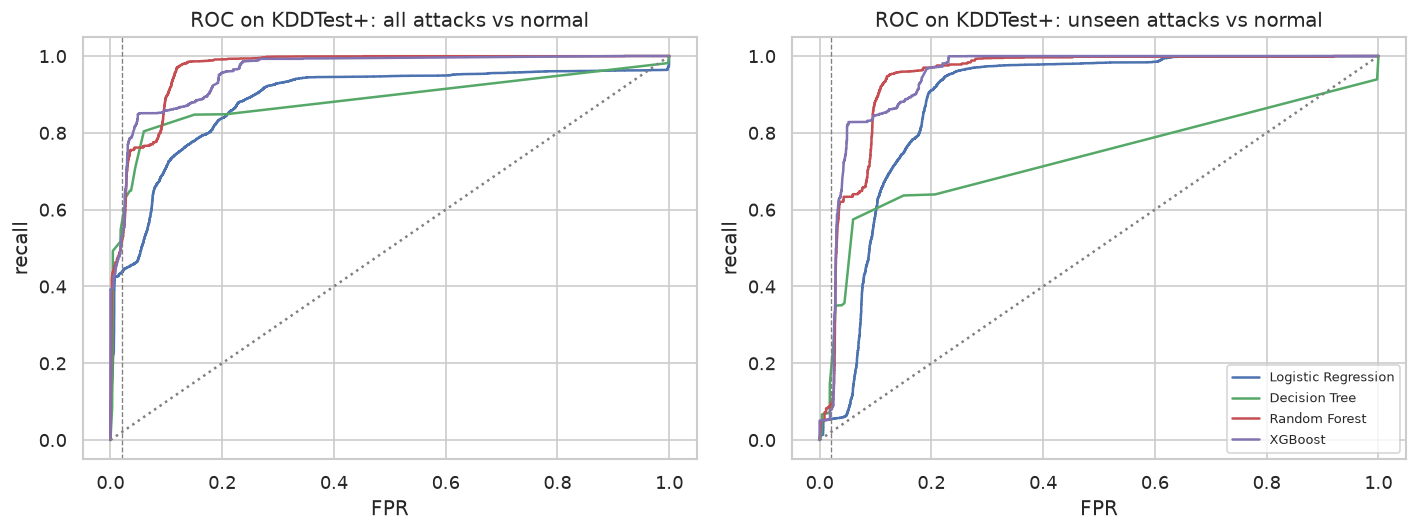 ROC on KDDTest+: all attacks vs normal
1.0
0.8
0.6
0.4
0.2
0.0
recall
0.0 0.2 0.4 0.6 0.8 1.0
FPR
ROC on KDDTest+: unseen attacks vs normal
1.0
0.8
0.6
0.4
0.2
0.0
recall
Logistic Regression
Decision Tree
Random Forest
XGBoost
0.0 0.2 0.4 0.6 0.8 1.0
FPR